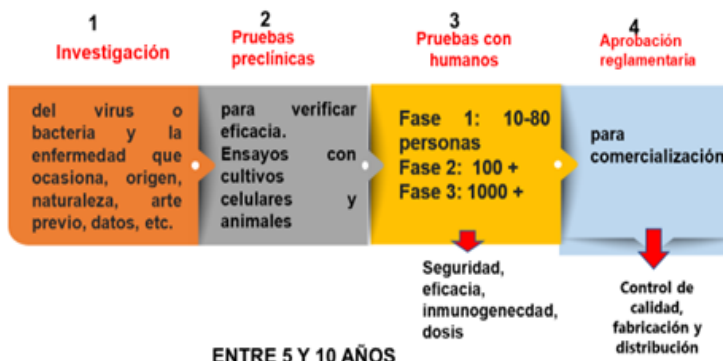 1
Investigación
del virus o
bacteria y la
enfermedad que
ocasiona, origen,
naturaleza, arte
previo, datos, etc.
2
Pruebas
preclínicas
para verificar
eficacia.
Ensayos con
cultivos
celulares y
animales
3
Pruebas con
humanos
Fase 1: 10-80
personas
Fase 2: 100 +
Fase 3: 1000 +
Seguridad,
eficacia,
inmunogenecdad,
dosis
4
Aprobación
reglamentaria
para
comercialización
Control de
calidad,
fabricación y
distribución
ENTRE 5 Y 10 AÑOS